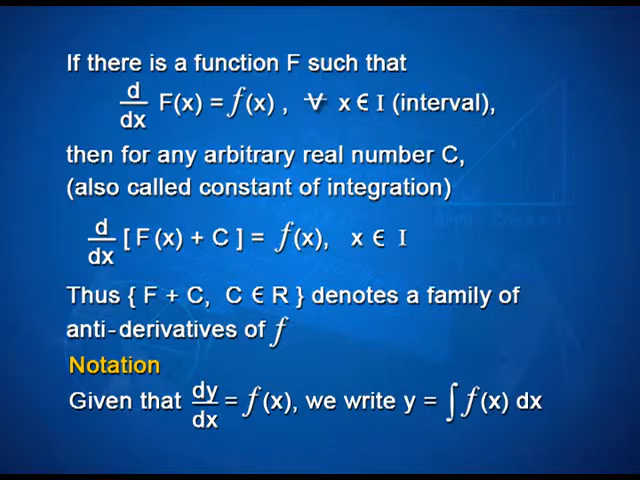 If there is a function F such that
d/dx F(x) = f(x) , ∀ x ∈ I (interval),
then for any arbitrary real number C,
(also called constant of integration)
d/dx [ F (x) + C ] = f(x), x ∈ I
Thus { F + C, C ∈ R } denotes a family of
anti-derivatives of f
Notation
Given that dy/dx = f(x), we write y = ∫ f(x) dx